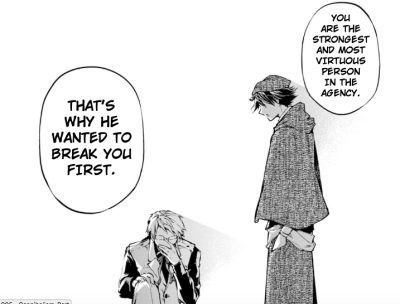 YOU
ARE THE
STRONGEST
AND MOST
VIRTUOUS
PERSON
IN THE
AGENCY.
THAT'S
WHY HE
WANTED TO
BREAK YOU
FIRST.